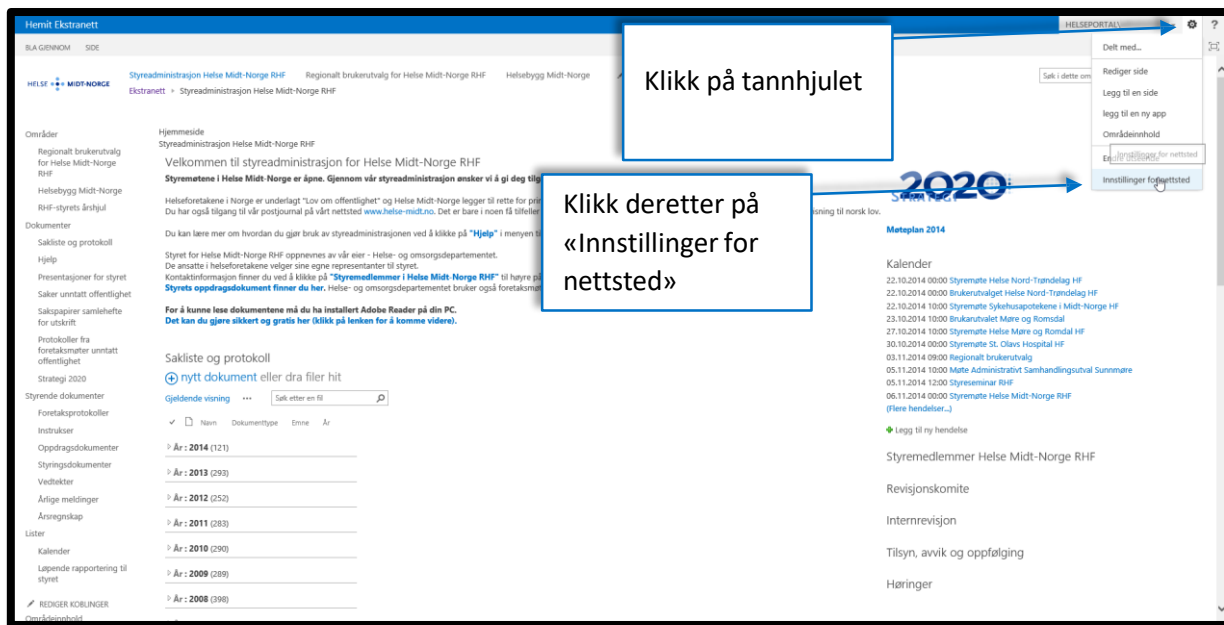 Hemit Ekstranett
HELSEPORTAL\
?
BLA GJENNOM SIDE
HELSE MIDT-NORGE
Styreadministrasjon Helse Midt-Norge RHF Regionalt brukerutvalg for Helse Midt-Norge RHF Helsebygg Midt-Norge
Ekstranett Styreadministrasjon Helse Midt-Norge RHF
Søk i dette om
Klikk på tannhjulet
Delt med...
Rediger side
Legg til en side
legg til en ny app
Områdeinnhold
Endre utseende
Innstillinger for nettsted
Innstillinger for nettsted
Områder
Regionalt brukerutvalg
for Helse Midt-Norge
RHF
Helsebygg Midt-Norge
RHF-styrets årshjul
Dokumenter
Sakliste og protokoll
Hjelp
Presentasjoner for styret
Saker unntatt offentlighet
Sakspapirer samlehefte
for utskrift
Protokoller fra
foretaksmøter unntatt
offentlighet
Strategi 2020
Styrende dokumenter
Foretaksprotokoller
Instrukser
Oppdragsdokumenter
Styringsdokumenter
Vedtekter
Årlige meldinger
Årsregnskap
Lister
Kalender
Løpende rapportering til
styret
REDIGER KOBLINGER
Områdeinnhold
Hjemmeside
Styreadministrasjon Helse Midt-Norge RHF
Velkommen til styreadministrasjon for Helse Midt-Norge RHF
Styremøtene i Helse Midt-Norge er åpne. Gjennom vår styreadministrasjon ønsker vi å gi deg tilg
Helseforetakene i Norge er underlagt "Lov om offentlighet" og Helse Midt-Norge legger til rette for prin
Du har også tilgang til vår postjournal på vårt nettsted www.helse-midt.no. Det er bare i noen få tilfeller
isning til norsk lov.
Du kan lære mer om hvordan du gjør bruk av styreadministrasjonen ved å klikke på "Hjelp" i menyen til
Styret for Helse Midt-Norge RHF oppnevnes av vår eier - Helse- og omsorgsdepartementet.
De ansatte i helseforetakene velger sine egne representanter til styret.
Kontaktinformasjon finner du ved å klikke på "Styremedlemmer i Helse Midt-Norge RHF" til høyre på
Styrets oppdragsdokument finner du her. Helse- og omsorgsdepartementet bruker også foretaksmø
For å kunne lese dokumentene må du ha installert Adobe Reader på din PC.
Det kan du gjøre sikkert og gratis her (klikk på lenken for å komme videre).
Klikk deretter på
«Innstillinger for
nettsted»
Sakliste og protokoll
nytt dokument eller dra filer hit
Gjeldende visning ... Søk etter en fil
Navn Dokumenttype Emne År
År : 2014 (121)
År : 2013 (293)
År : 2012 (252)
År : 2011 (283)
År : 2010 (290)
År : 2009 (289)
År : 2008 (398)
2020
STRATEGI
Møteplan 2014
Kalender
22.10.2014 00:00 Styremøte Helse Nord-Trøndelag HF
22.10.2014 00:00 Brukerutvalget Helse Nord-Trøndelag HF
22.10.2014 10:00 Styremøte Sykehusapotekene i Midt-Norge HF
23.10.2014 10:00 Brukarutvalet Møre og Romsdal
27.10.2014 10:00 Styremøte Helse Møre og Romdal HF
30.10.2014 00:00 Styremøte St. Olavs Hospital HF
03.11.2014 09:00 Regionalt brukerutvalg
05.11.2014 10:00 Møte Administrativt Samhandlingsutval Sunnmøre
05.11.2014 12:00 Styreseminar RHF
06.11.2014 00:00 Styremøte Helse Midt-Norge RHF
(Flere hendelser...)
Legg til ny hendelse
Styremedlemmer Helse Midt-Norge RHF
Revisjonskomite
Internrevisjon
Tilsyn, avvik og oppfølging
Høringer